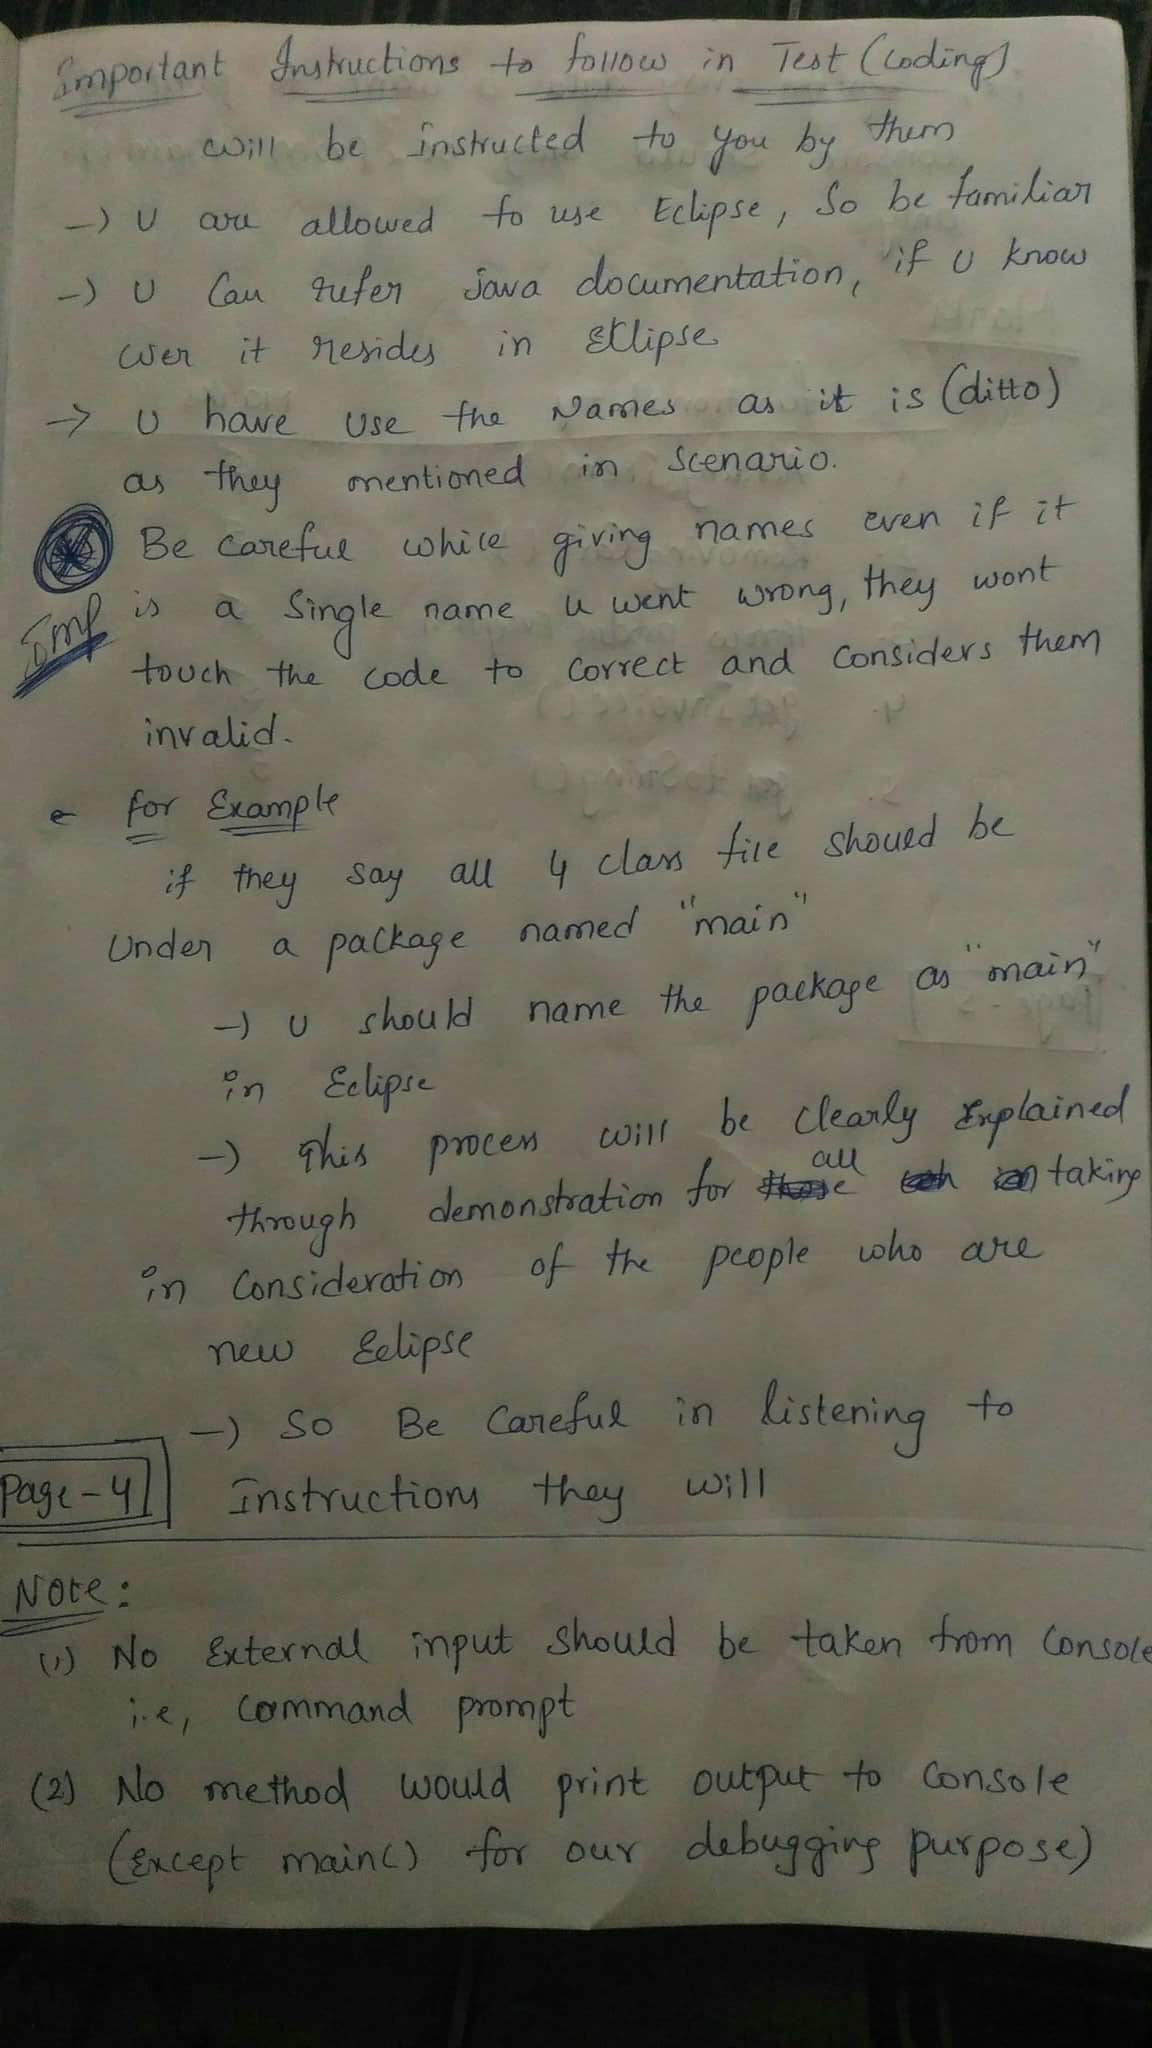 Important Instructions to follow in Test (Coding)
will be instructed to you by them
-) U are allowed to use Eclipse, So be familiar
-) U Can refer java documentation, if u know
wer it resides in Eklipse
-> U have use the Names as it is (ditto)
as they mentioned in Scenario.
Be careful while giving names even if it
Imp is a Single name u went wrong, they wont
touch the code to correct and considers them
invalid.
for Example
if they say all 4 class file should be
Under a package named "main"
-) U should name the package as "main"
in Eclipse
-) This process will be clearly Explained
through demonstration for all taking
in Consideration of the people who are
new Eclipse
-) So Be Careful in listening to
Page-4 Instructions they will
Note:
(1) No External input should be taken from Console
i.e, Command prompt
(2) No method would print output to Console
(Except main() for our debugging purpose)